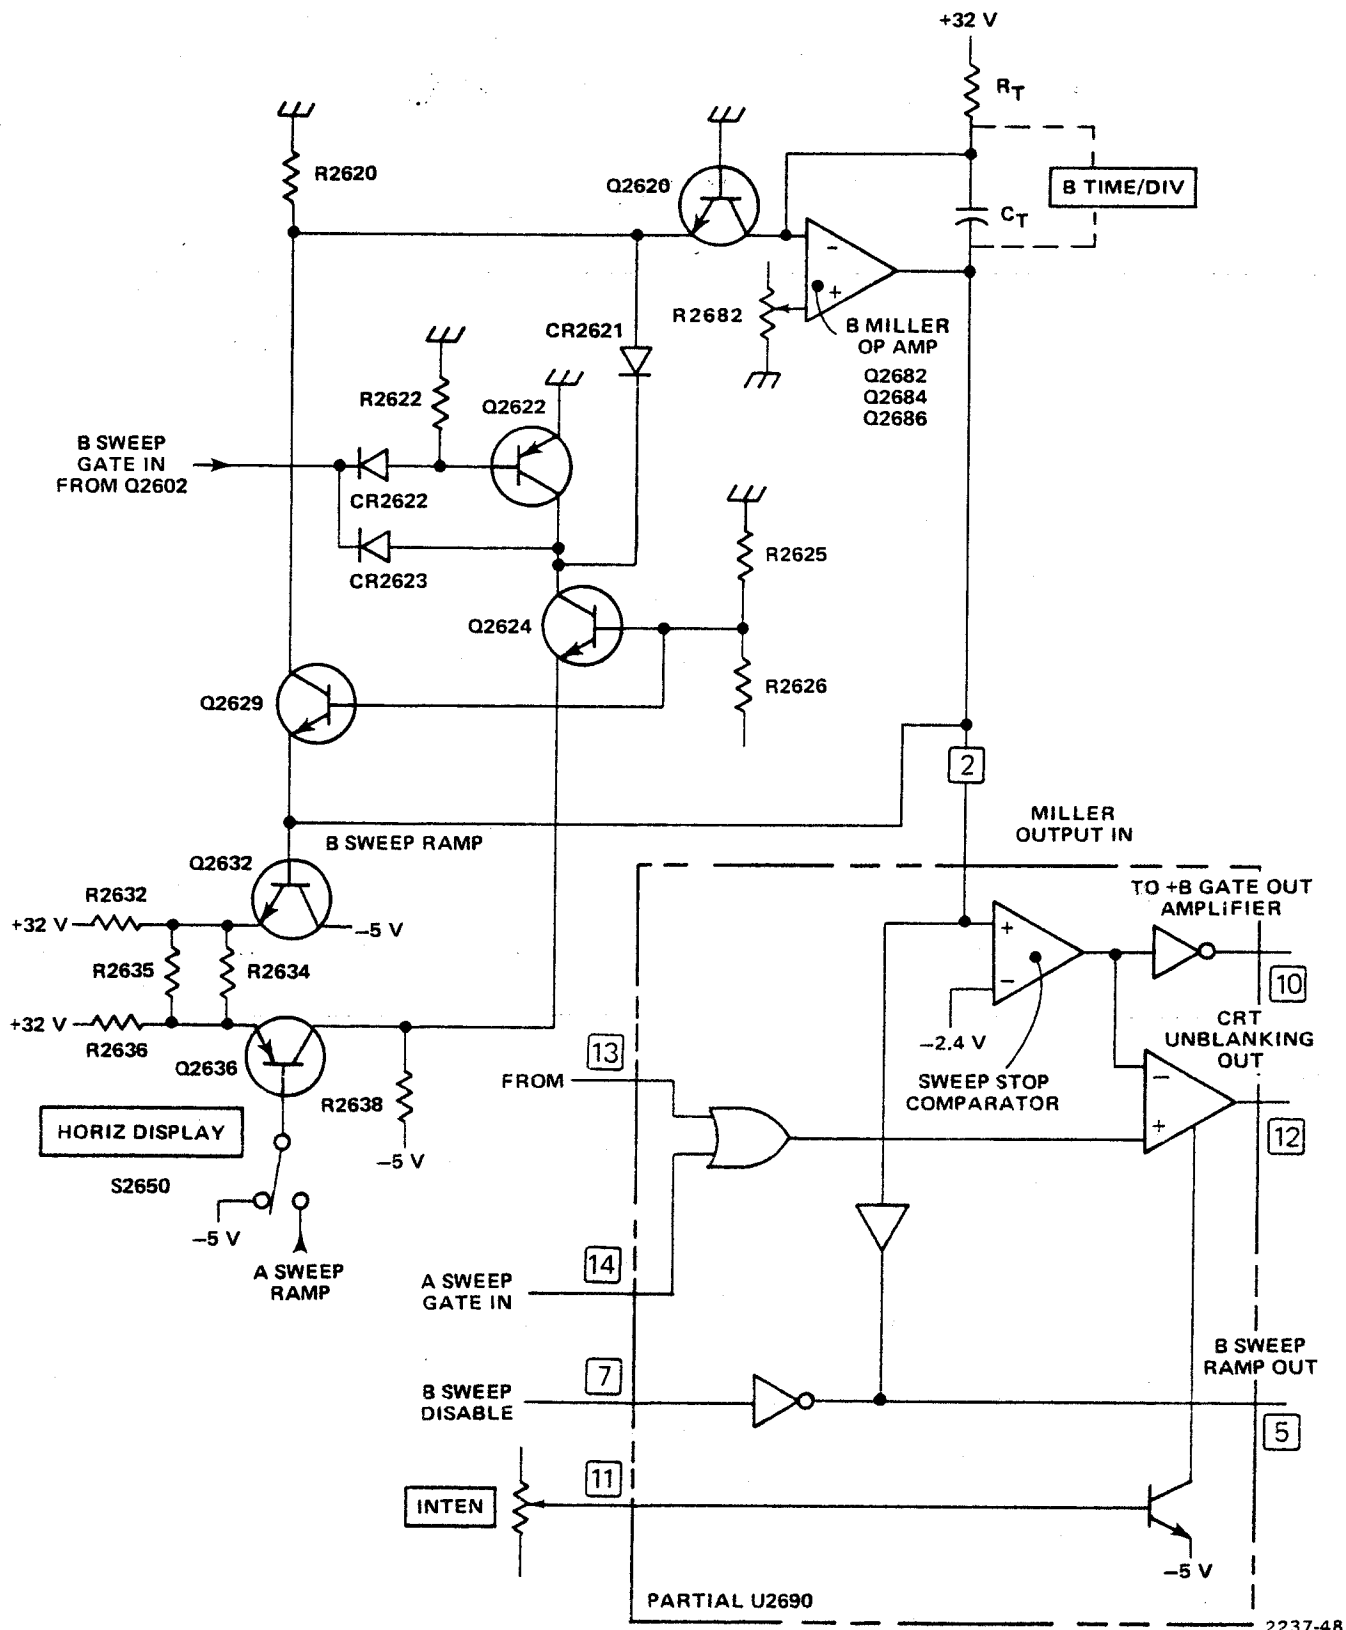 +32 V
RT
R2620
Q2620
B TIME/DIV
CT
−
+
R2682
CR2621
B MILLER
OP AMP
Q2682
Q2684
Q2686
R2622
Q2622
B SWEEP
GATE IN
FROM Q2602
CR2622
CR2623
R2625
Q2624
R2626
Q2629
2
MILLER
OUTPUT IN
B SWEEP RAMP
Q2632
R2632
+32 V
−5 V
R2635
R2634
+32 V
R2636
Q2636
R2638
−5 V
HORIZ DISPLAY
S2650
−5 V
A SWEEP
RAMP
TO +B GATE OUT
AMPLIFIER
+
−
10
−2.4 V
SWEEP STOP
COMPARATOR
CRT
UNBLANKING
OUT
13
FROM
−
+
12
14
A SWEEP
GATE IN
B SWEEP
RAMP OUT
7
B SWEEP
DISABLE
5
11
INTEN
−5 V
PARTIAL U2690
2237-48